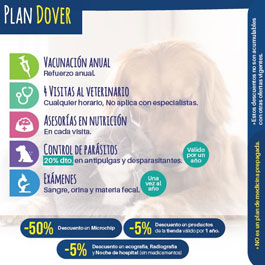 PLAN DOVER
VACUNACIÓN ANUAL
Refuerzo anual.
4 VISITAS AL VETERINARIO
Cualquier horario, No aplica con especialistas.
ASESORÍAS EN NUTRICIÓN
En cada visita.
CONTROL DE PARÁSITOS
20% dto. en antipulgas y desparasitantes.
Válido
por un
año
EXÁMENES
Sangre, orina y materia fecal.
Una
vez al
año
-50% Descuento en Microchip
-5% Descuento en productos
de la tienda válido por 1 año.
-5% Descuento en ecografía, Radiografía
y Noche de hospital (sin medicamentos)
*Estos descuentos no son acumulables
con otras ofertas vigentes.
* NO es un plan de medicina prepagada.